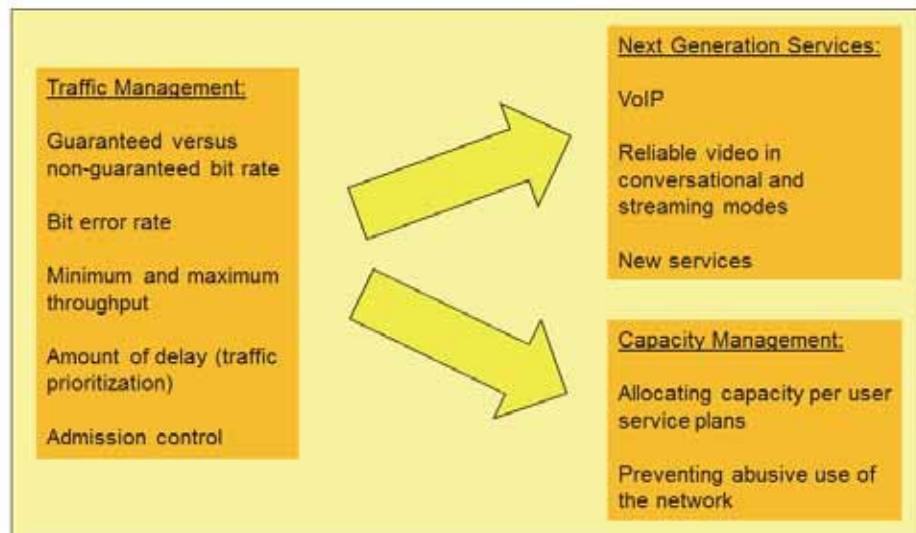 Traffic Management:
Guaranteed versus
non-guaranteed bit rate
Bit error rate
Minimum and maximum
throughput
Amount of delay (traffic
prioritization)
Admission control
Next Generation Services:
VoIP
Reliable video in
conversational and
streaming modes
New services
Capacity Management:
Allocating capacity per user
service plans
Preventing abusive use of
the network